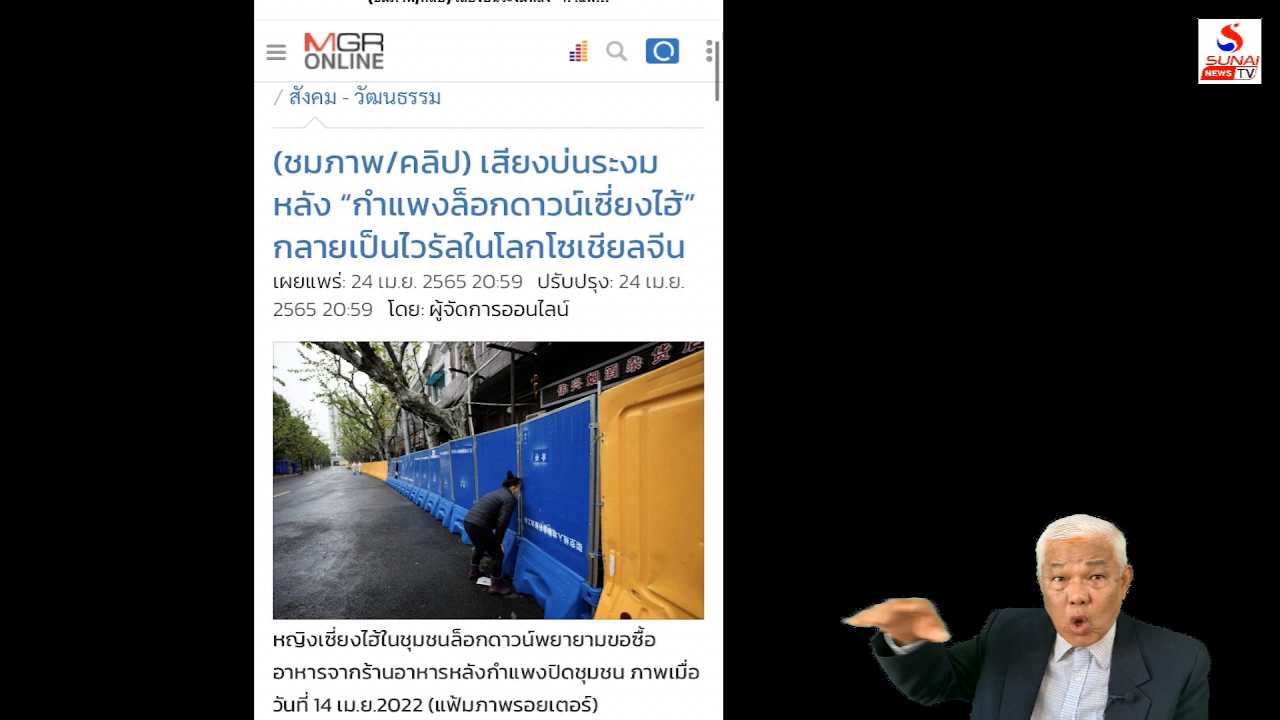 MGR
ONLINE
SUNAI
NEWS TV
/ สังคม - วัฒนธรรม
(ชมภาพ/คลิป) เสียงบ่นระงม
หลัง “กำแพงล็อกดาวน์เซี่ยงไฮ้”
กลายเป็นไวรัลในโลกโซเชียลจีน
เผยแพร่: 24 เม.ย. 2565 20:59 ปรับปรุง: 24 เม.ย.
2565 20:59 โดย: ผู้จัดการออนไลน์
烟酒杂货店
หญิงเซี่ยงไฮ้ในชุมชนล็อกดาวน์พยายามขอซื้อ
อาหารจากร้านอาหารหลังกำแพงปิดชุมชน ภาพเมื่อ
วันที่ 14 เม.ย.2022 (แฟ้มภาพรอยเตอร์)